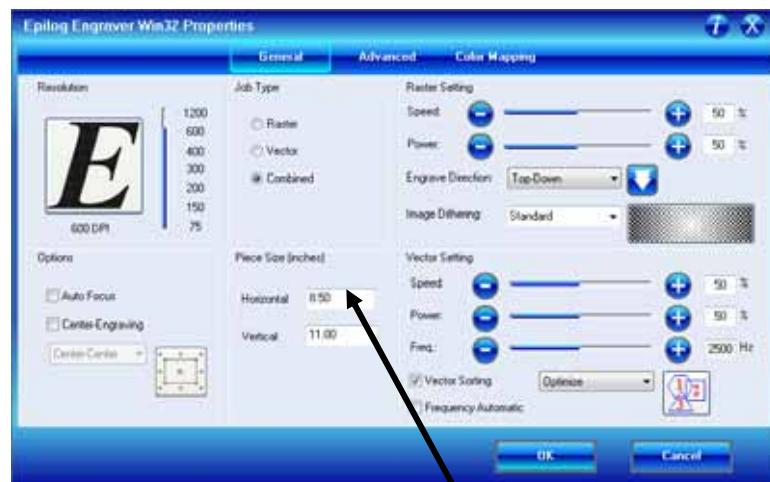 Epilog Engraver Win32 Properties
General Advanced Color Mapping
Resolution
1200
600
400
300
200
150
75
E
600 DPI
Job Type
Raster
Vector
Combined
Raster Setting
Speed: 50 %
Power: 50 %
Engrave Direction: Top-Down
Image Dithering: Standard
Options
Auto Focus
Center-Engraving
Center-Center
Piece Size (inches)
Horizontal 8.50
Vertical 11.00
Vector Setting
Speed 50 %
Power: 50 %
Freq.: 2500 Hz
Vector Sorting Optimize
Frequency Automatic
OK Cancel